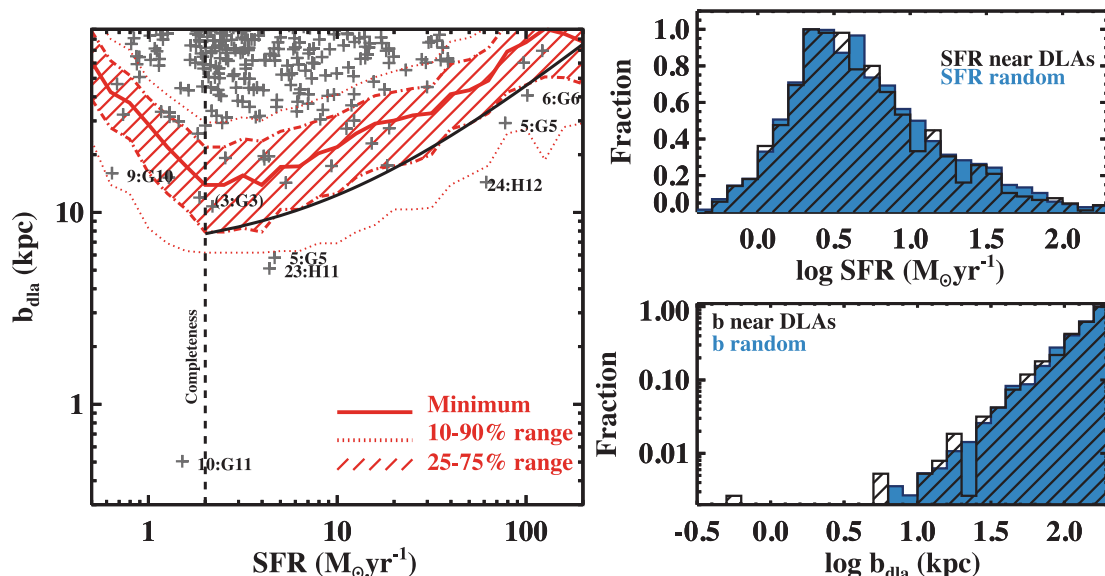 b_dla (kpc)
10
1
9:G10
(3:G3)
6:G6
5:G5
24:H12
5:G5
23:H11
Completeness
10:G11
Minimum
10-90% range
25-75% range
1
10
100
SFR (M⊙yr⁻¹)
Fraction
1.0
0.8
0.6
0.4
0.2
0.0
SFR near DLAs
SFR random
0.0
0.5
1.0
1.5
2.0
log SFR (M⊙yr⁻¹)
Fraction
1.00
0.10
0.01
b near DLAs
b random
-0.5
0.0
0.5
1.0
1.5
2.0
log b_dla (kpc)